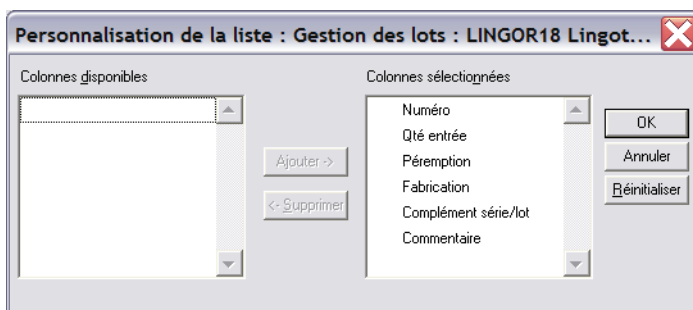 Personnalisation de la liste : Gestion des lots : LINGOR18 Lingot...
Colonnes disponibles
Colonnes sélectionnées
Numéro
Qté entrée
Péremption
Fabrication
Complément série/lot
Commentaire
Ajouter ->
<- Supprimer
OK
Annuler
Réinitialiser